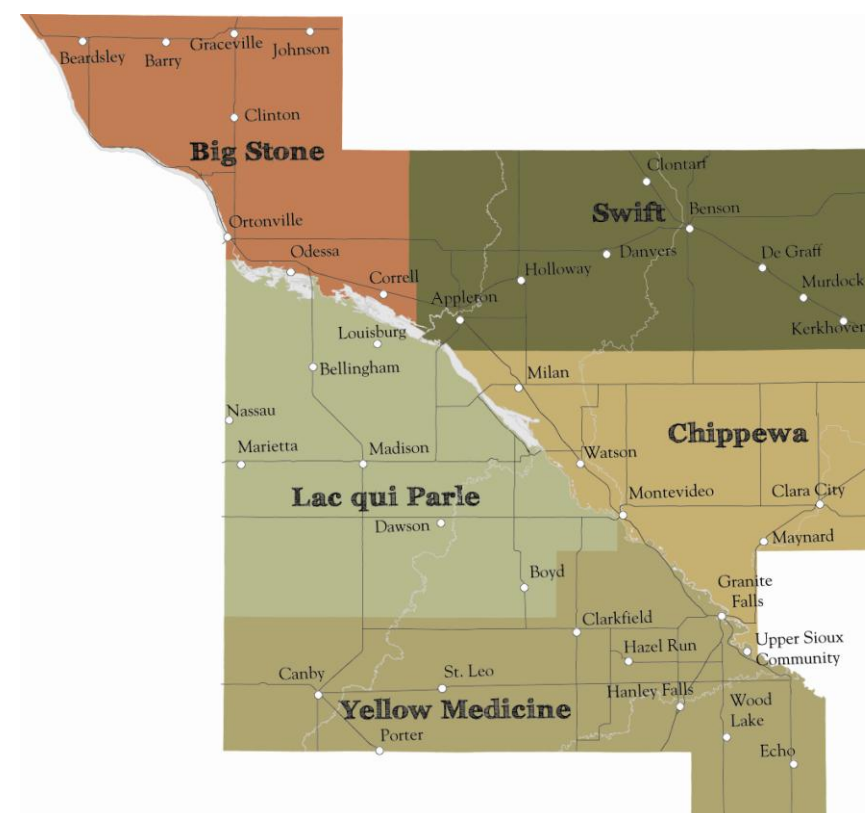 Graceville
Johnson
Beardsley
Barry
Clinton
Big Stone
Clontarf
Swift
Benson
Ortonville
Odessa
Danvers
De Graff
Holloway
Correll
Murdock
Appleton
Kerkhoven
Louisburg
Bellingham
Milan
Nassau
Chippewa
Marietta
Madison
Watson
Lac qui Parle
Montevideo
Clara City
Dawson
Maynard
Boyd
Granite
Falls
Clarkfield
Upper Sioux
Community
Hazel Run
Canby
St. Leo
Hanley Falls
Yellow Medicine
Wood
Lake
Porter
Echo